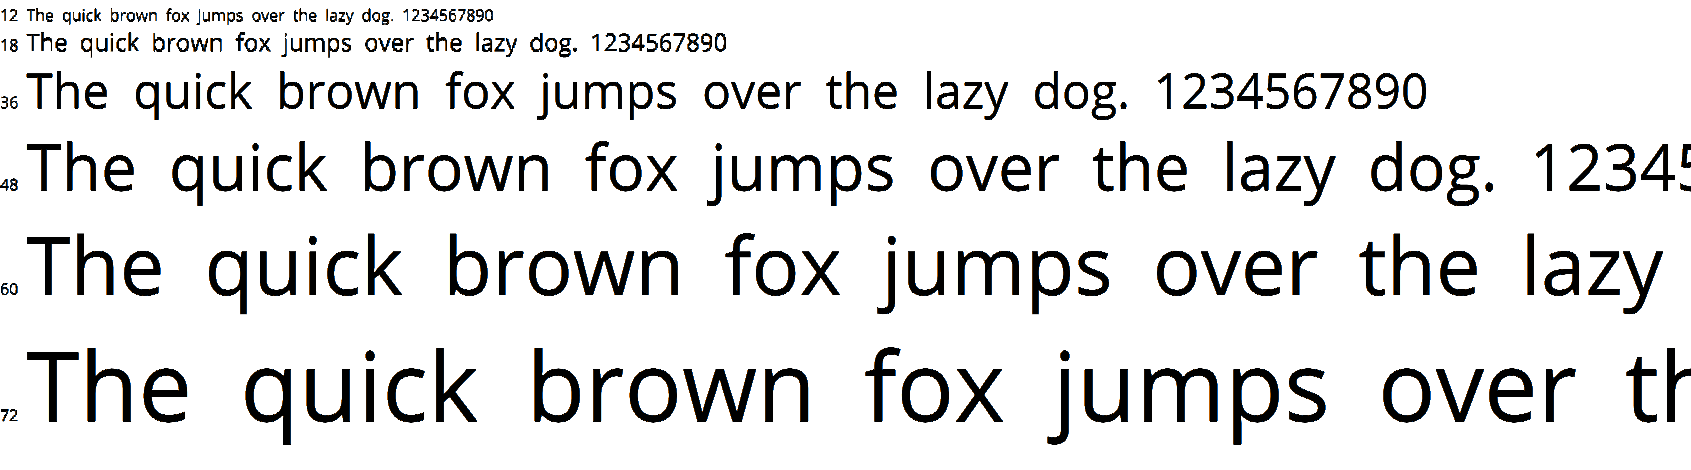 12 The quick brown fox jumps over the lazy dog. 1234567890
18 The quick brown fox jumps over the lazy dog. 1234567890
36 The quick brown fox jumps over the lazy dog. 1234567890
48 The quick brown fox jumps over the lazy dog. 12345
60 The quick brown fox jumps over the lazy
72 The quick brown fox jumps over th